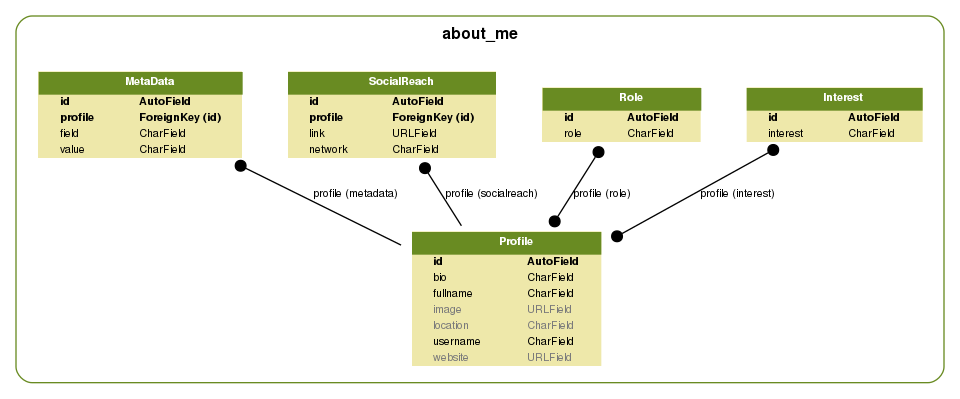 about_me
MetaData
id AutoField
profile ForeignKey (id)
field CharField
value CharField
SocialReach
id AutoField
profile ForeignKey (id)
link URLField
network CharField
Role
id AutoField
role CharField
Interest
id AutoField
interest CharField
profile (metadata)
profile (socialreach)
profile (role)
profile (interest)
Profile
id AutoField
bio CharField
fullname CharField
image URLField
location CharField
username CharField
website URLField